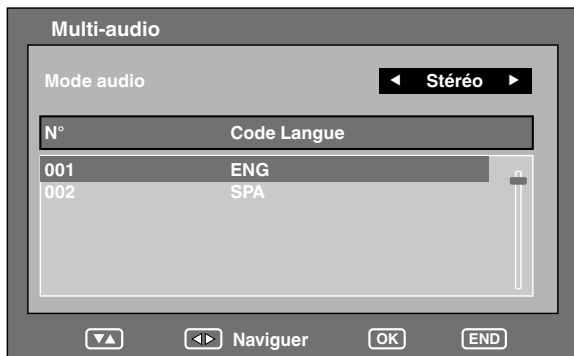 Multi-audio
Mode audio ◄ Stéréo ►
N° Code Langue
001 ENG
002 SPA
▼▲ ◁▷ Naviguer OK END